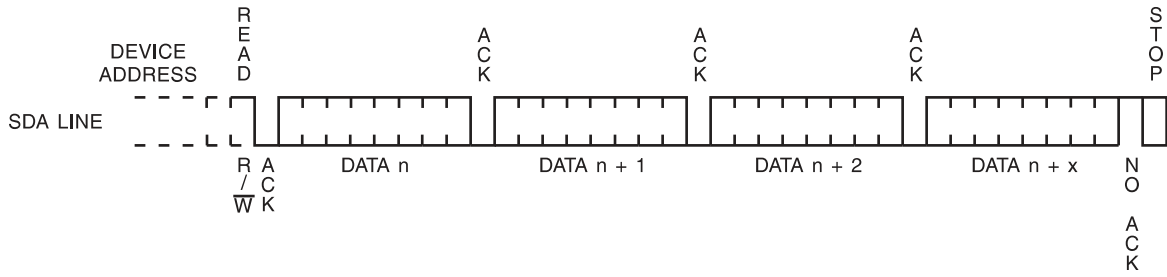 READ
ACK
ACK
ACK
STOP
DEVICE
ADDRESS
SDA LINE
R/W
ACK
DATA n
DATA n + 1
DATA n + 2
DATA n + x
NO ACK